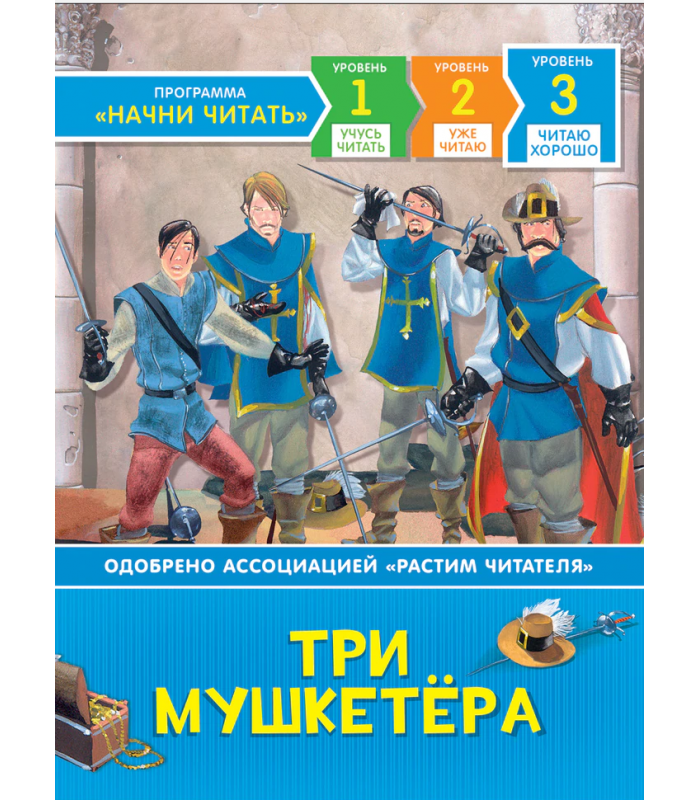 ПРОГРАММА
«НАЧНИ ЧИТАТЬ»
УРОВЕНЬ
1
УЧУСЬ
ЧИТАТЬ
УРОВЕНЬ
2
УЖЕ
ЧИТАЮ
УРОВЕНЬ
3
ЧИТАЮ
ХОРОШО
ОДОБРЕНО АССОЦИАЦИЕЙ «РАСТИМ ЧИТАТЕЛЯ»
ТРИ
МУШКЕТЁРА